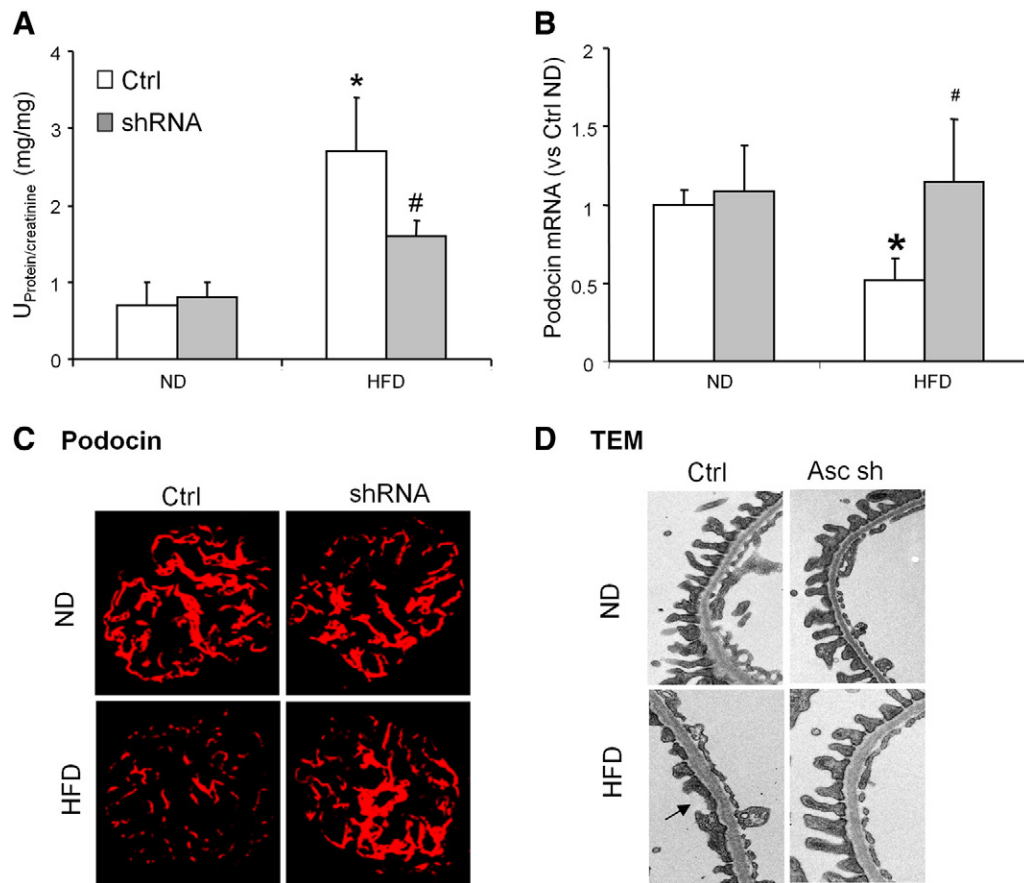 A
U Protein/creatinine (mg/mg)
4
3
2
1
0
Ctrl
shRNA
*
#
ND HFD
B
Podocin mRNA (vs Ctrl ND)
2
1.5
1
0.5
0
#
*
ND HFD
C Podocin
Ctrl shRNA
ND
HFD
D TEM
Ctrl Asc sh
ND
HFD